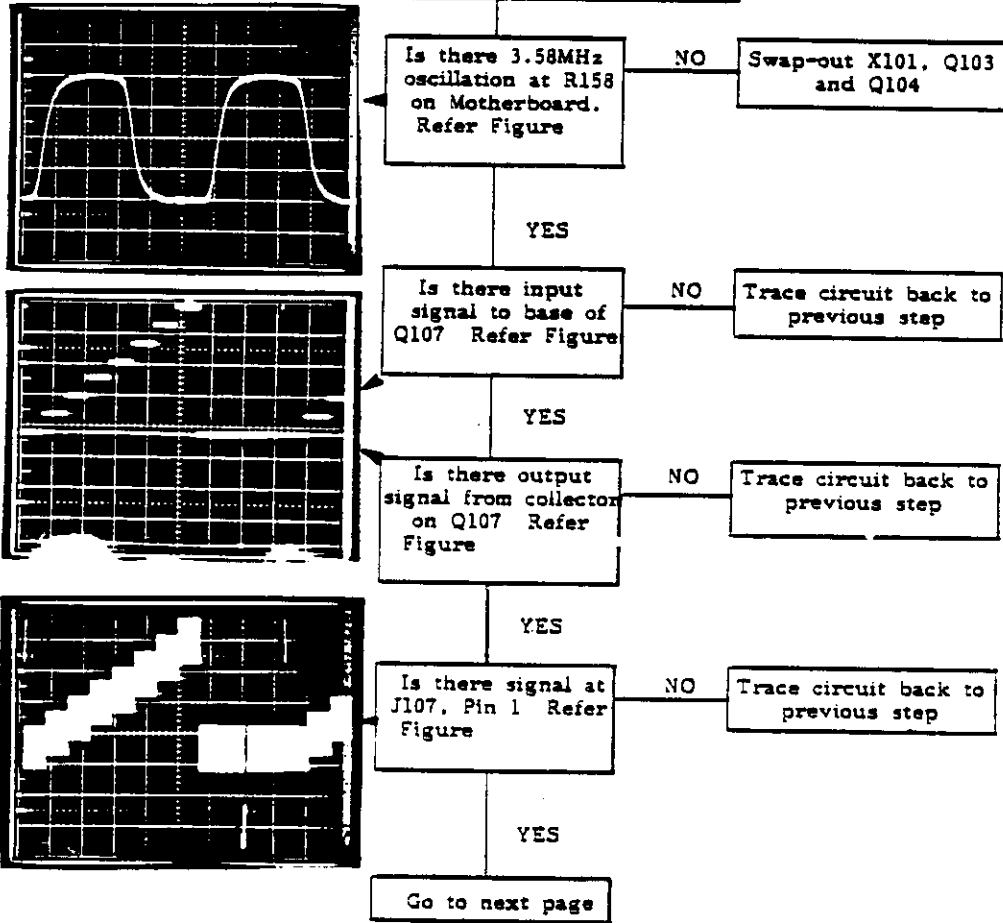 Is there 3.58MHz
oscillation at R158
on Motherboard.
Refer Figure
NO
Swap-out X101, Q103
and Q104
YES
Is there input
signal to base of
Q107 Refer Figure
NO
Trace circuit back to
previous step
YES
Is there output
signal from collector
on Q107 Refer
Figure
NO
Trace circuit back to
previous step
YES
Is there signal at
J107, Pin 1 Refer
Figure
NO
Trace circuit back to
previous step
YES
Go to next page